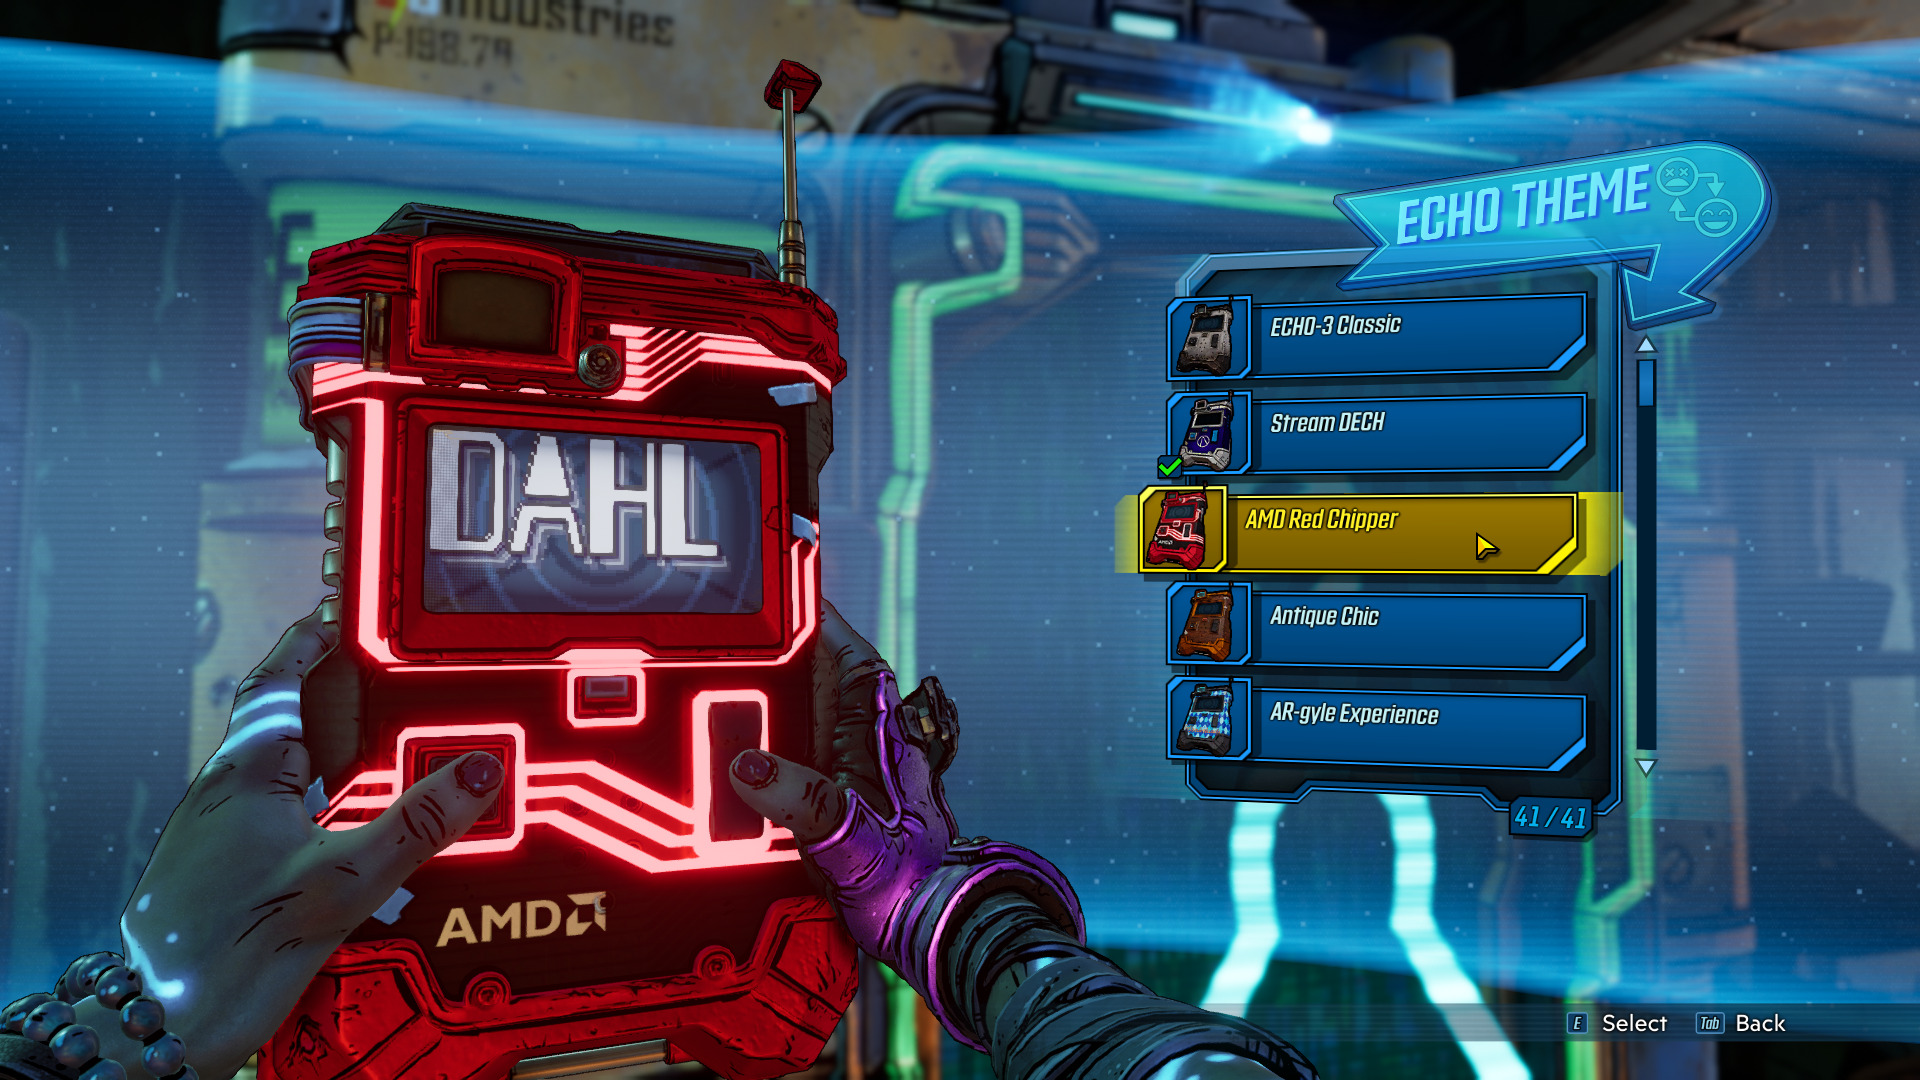 Industries
P-198.79
ECHO THEME
ECHO-3 Classic
Stream DECH
DAHL
AMD Red Chipper
Antique Chic
AR-gyle Experience
41/41
AMD
E Select Tab Back